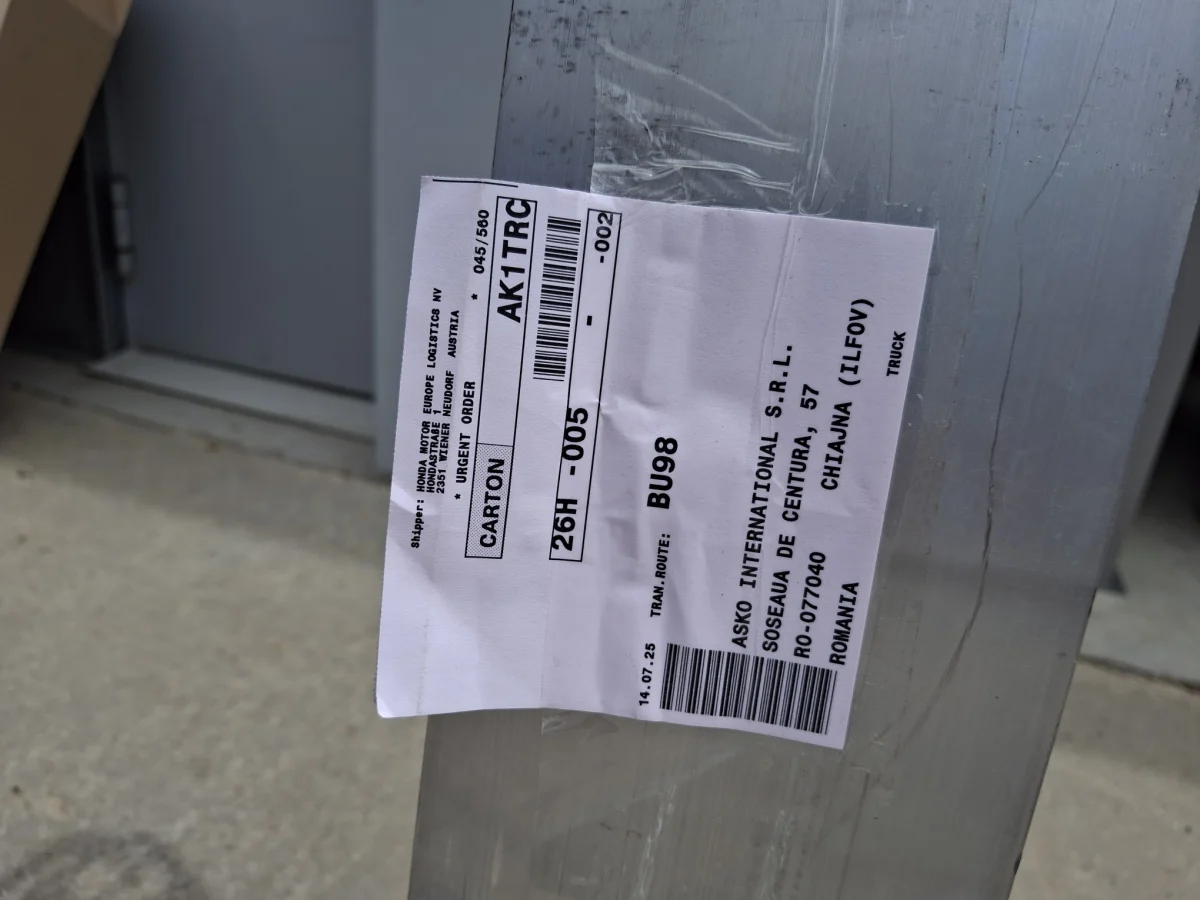 Shipper: HONDA MOTOR EUROPE LOGISTICS NV
HONDASTRAßE 1
2351 WIENER NEUDORF AUSTRIA
* URGENT ORDER * 045/560
CARTON AK1TRC
26H -005 - -002
14.07.25 TRAN.ROUTE: BU98
ASKO INTERNATIONAL S.R.L.
SOSEAUA DE CENTURA, 57
RO-077040 CHIAJNA (ILFOV)
ROMANIA TRUCK